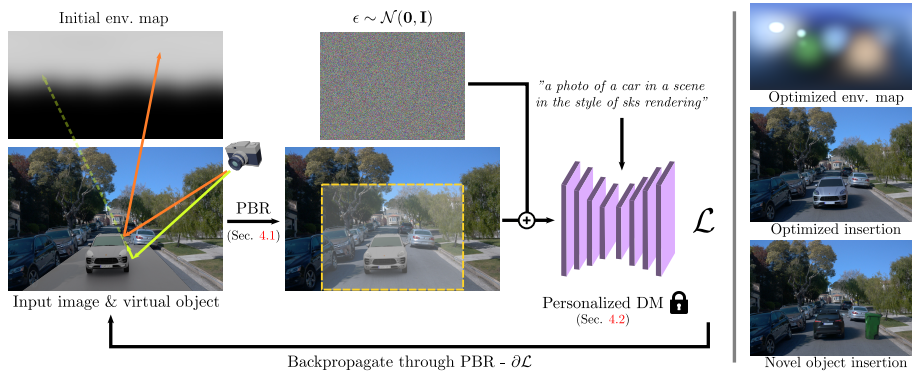 Initial env. map
ϵ ∼ 𝒩(0, I)
"a photo of a car in a scene
in the style of sks rendering"
PBR
(Sec. 4.1)
ℒ
Input image & virtual object
Personalized DM
(Sec. 4.2)
Backpropagate through PBR - ∂ℒ
Optimized env. map
Optimized insertion
Novel object insertion